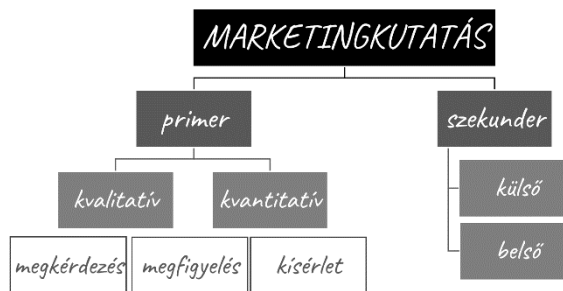 MARKETINGKUTATÁS
primer
szekunder
kvalitatív
kvantitatív
külső
megkérdezés
megfigyelés
kísérlet
belső